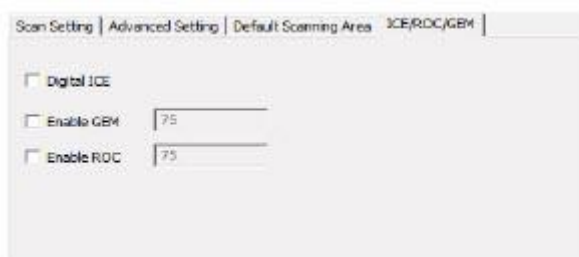 Scan Setting | Advanced Setting | Default Scanning Area ICE/ROC/GEM |
Digital ICE
Enable GEM 75
Enable ROC 75